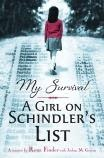 My Survival
A GIRL ON
SCHINDLER'S
LIST
A memoir by Rena Finder with Joshua M. Greene